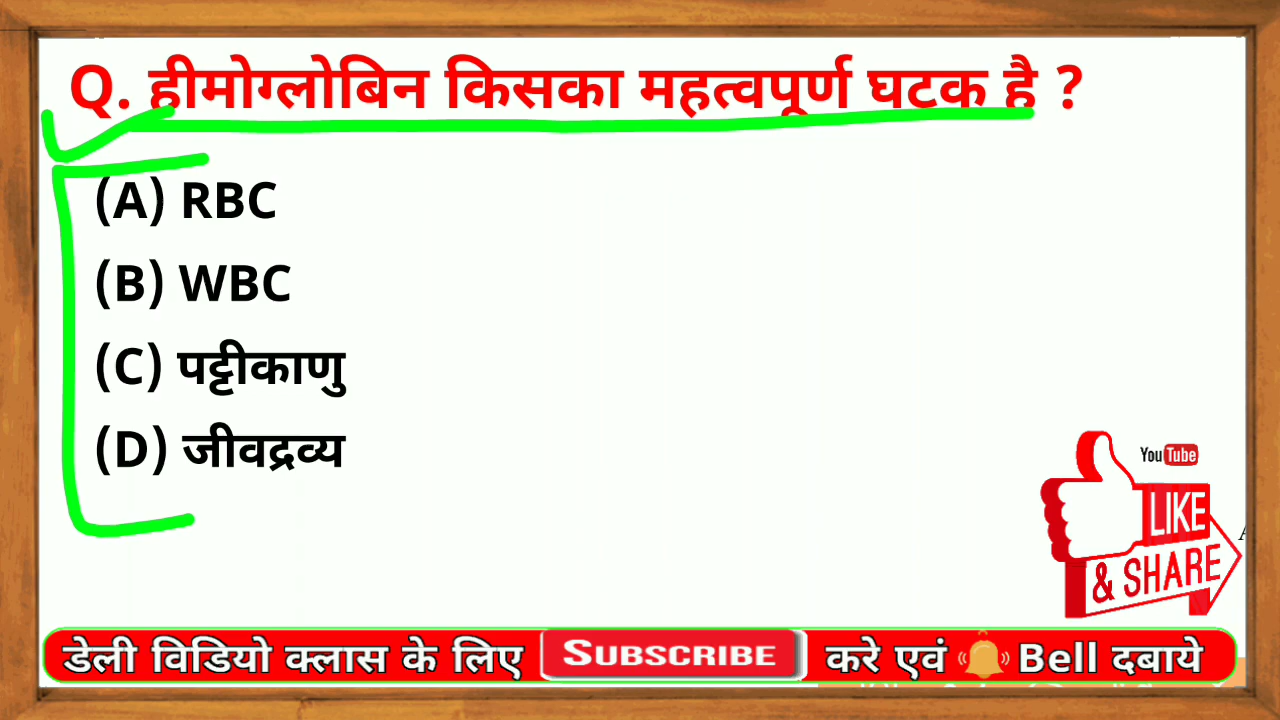 Q. हीमोग्लोबिन किसका महत्वपूर्ण घटक है ?
(A) RBC
(B) WBC
(C) पट्टीकाणु
(D) जीवद्रव्य
YouTube
LIKE
& SHARE
डेली विडियो क्लास के लिए SUBSCRIBE करे एवं Bell दबाये